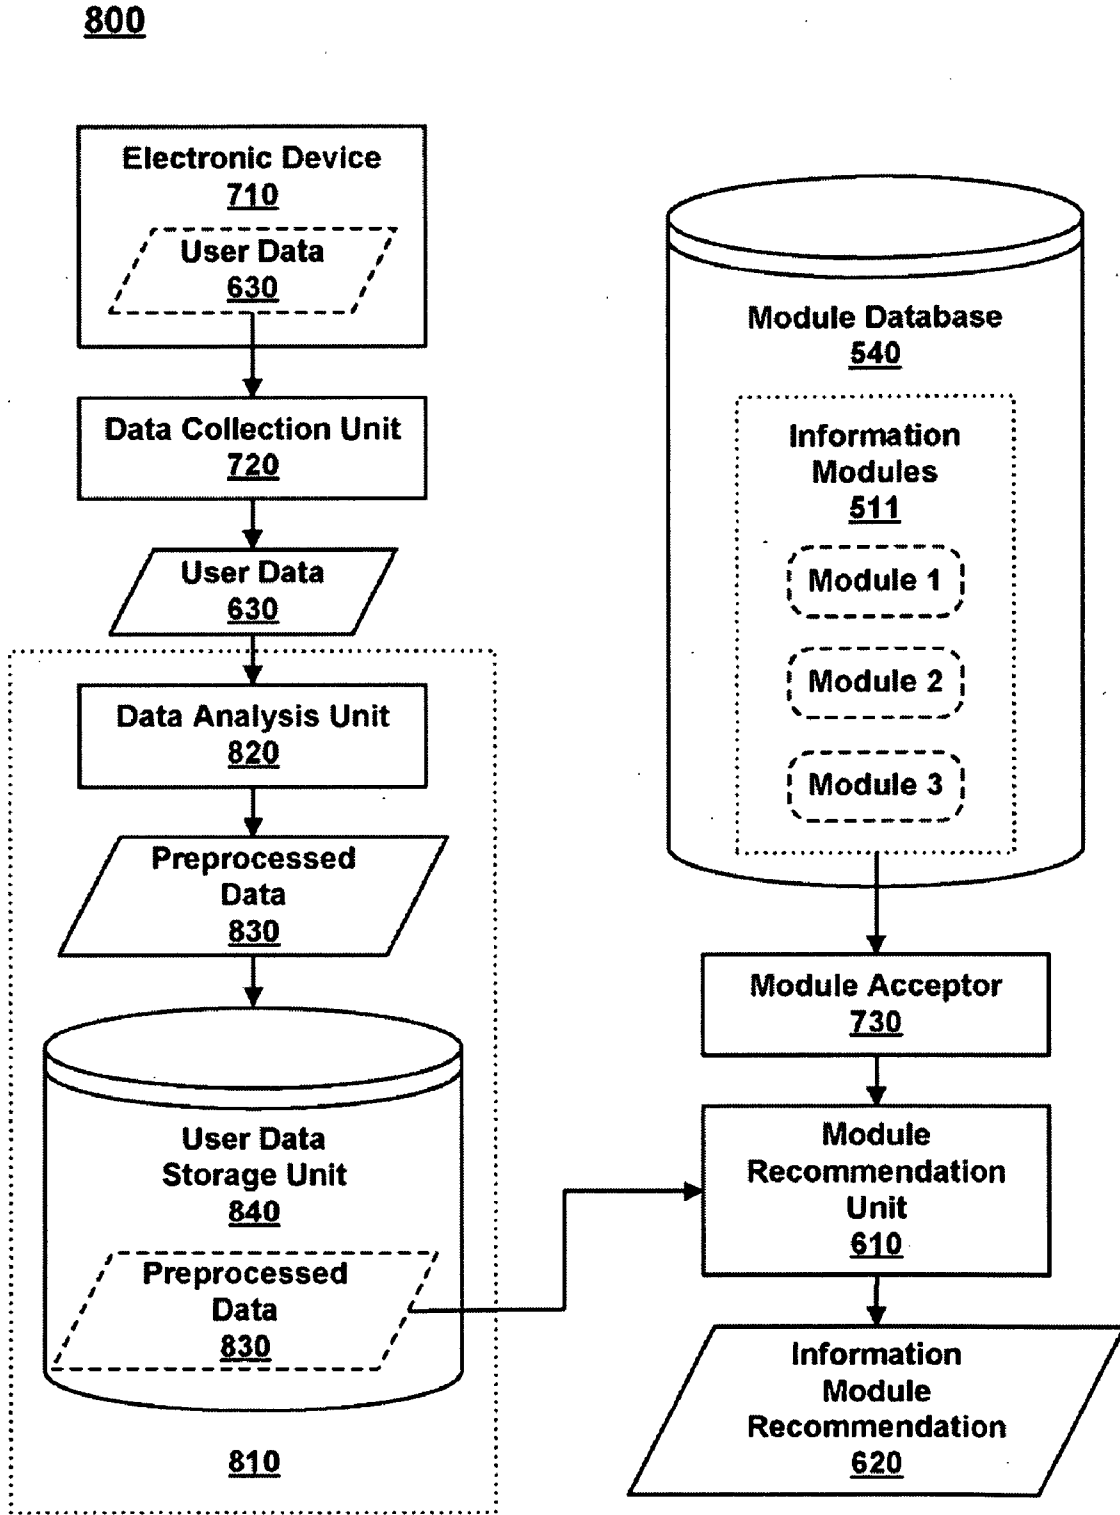 800
Electronic Device
710
User Data
630
Data Collection Unit
720
User Data
630
Data Analysis Unit
820
Preprocessed
Data
830
User Data
Storage Unit
840
Preprocessed
Data
830
810
Module Database
540
Information
Modules
511
Module 1
Module 2
Module 3
Module Acceptor
730
Module
Recommendation
Unit
610
Information
Module
Recommendation
620